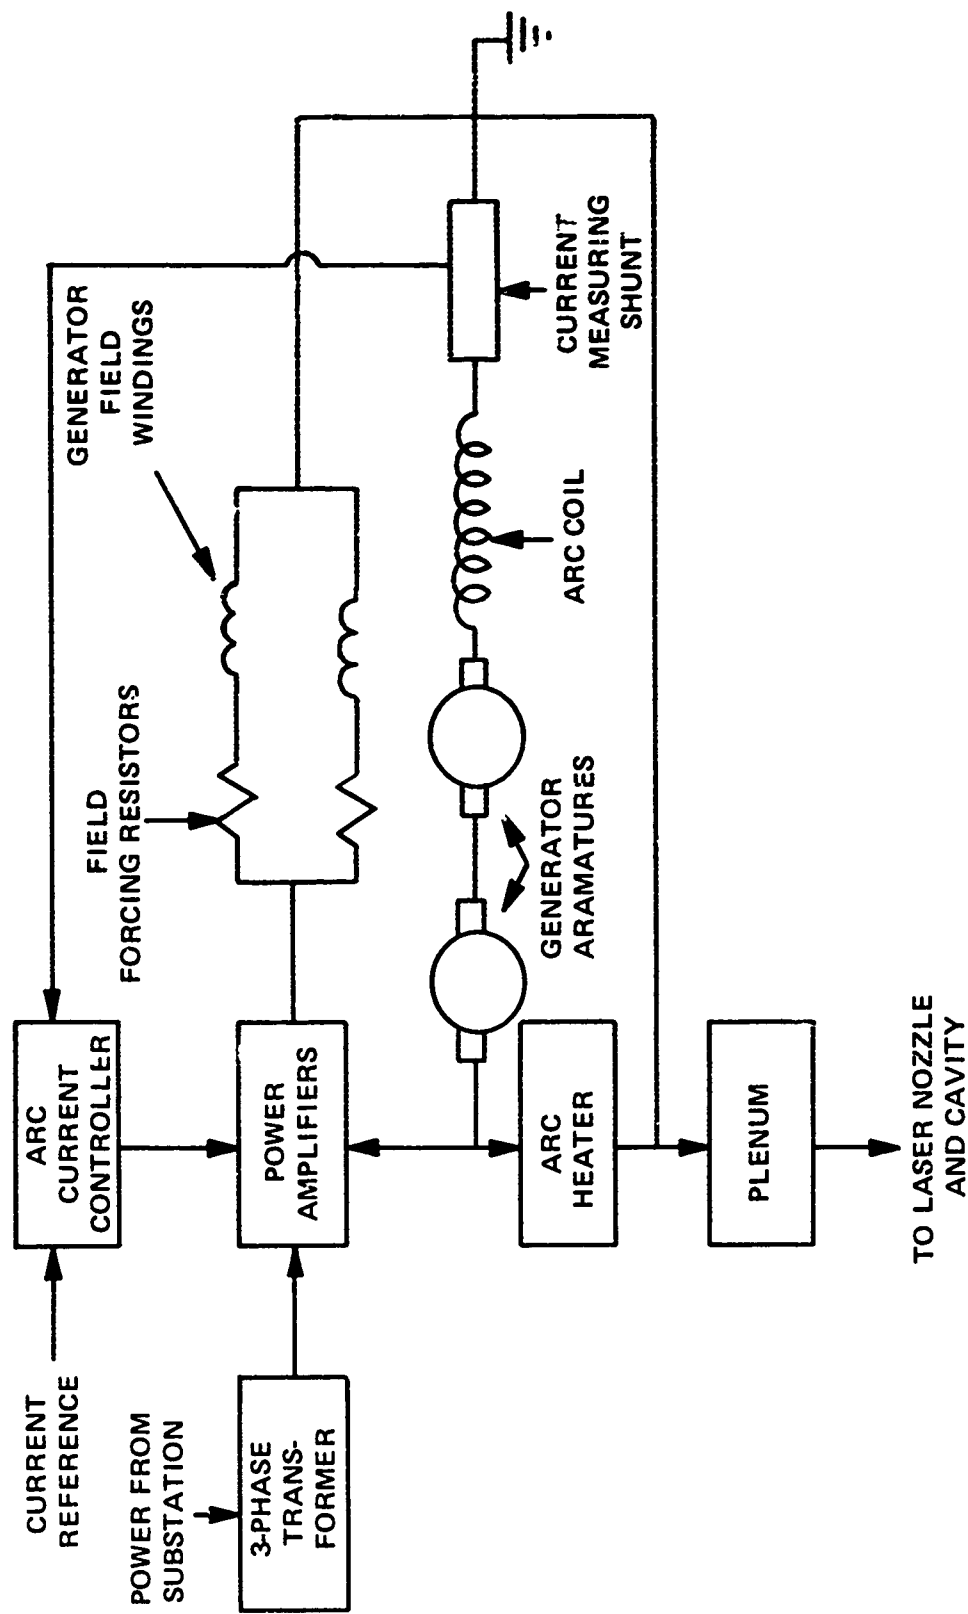 CURRENT
REFERENCE
ARC
CURRENT
CONTROLLER
GENERATOR
FIELD
WINDINGS
FIELD
FORCING RESISTORS
POWER FROM
SUBSTATION
3-PHASE
TRANS-
FORMER
POWER
AMPLIFIERS
GENERATOR
ARAMATURES
ARC COIL
CURRENT
MEASURING
SHUNT
ARC
HEATER
PLENUM
TO LASER NOZZLE
AND CAVITY